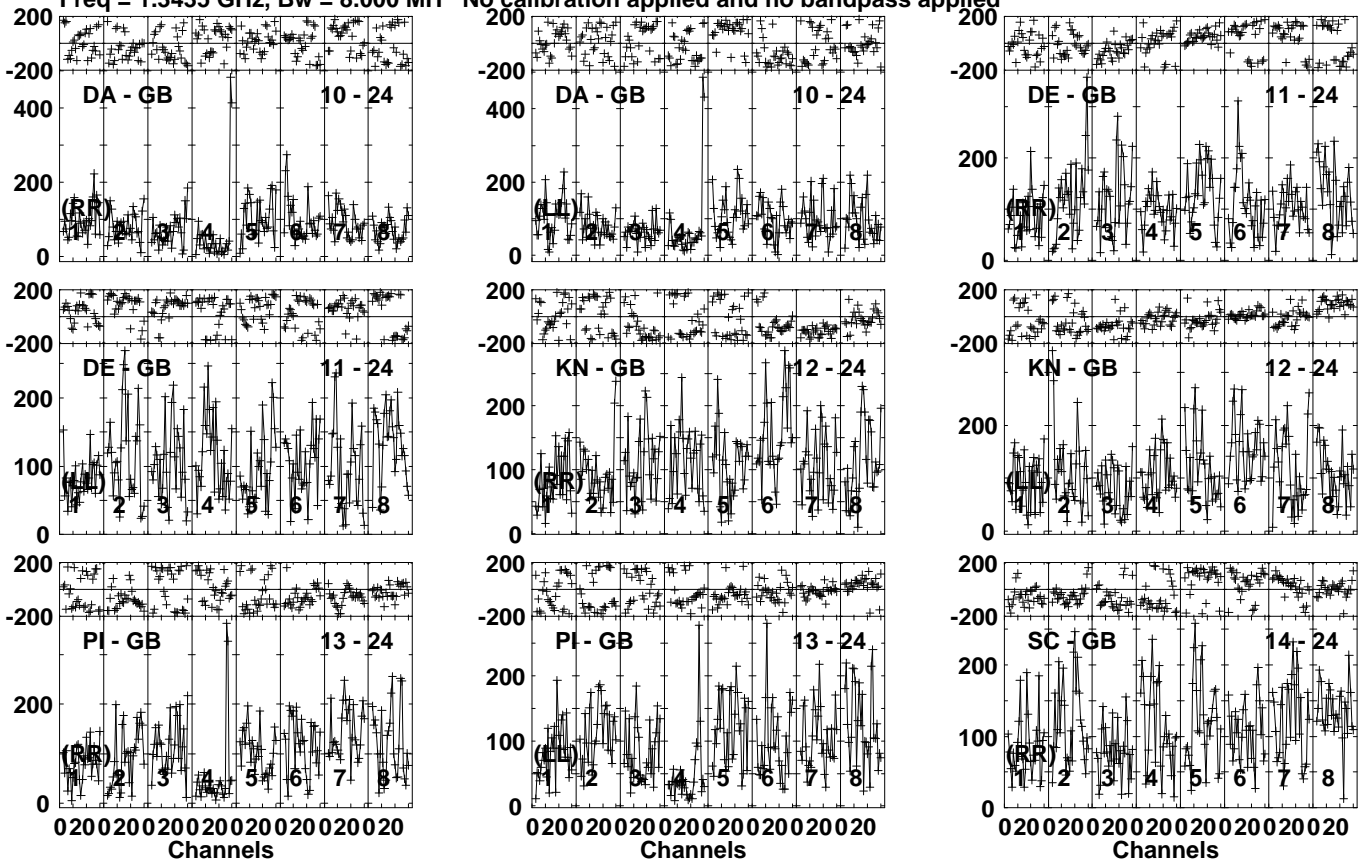 Freq = 1.3435 GHz, Bw = 8.000 MH No calibration applied and no bandpass applied
200 200 200
-200 -200 -200
DA - GB 10 - 24 DA - GB 10 - 24 DE - GB 11 - 24
400 400
200 200 200
(RR) (LL) (RR)
1 2 3 4 5 6 7 8 1 2 3 4 5 6 7 8 1 2 3 4 5 6 7 8
0 0 0
200 200 200
-200 -200 -200
DE - GB 11 - 24 KN - GB 12 - 24 KN - GB 12 - 24
200 200 200
100 100
(LL) (RR) (LL)
1 2 3 4 5 6 7 8 1 2 3 4 5 6 7 8 1 2 3 4 5 6 7 8
0 0 0
200 200 200
-200 -200 -200
PI - GB 13 - 24 PI - GB 13 - 24 SC - GB 14 - 24
200 200 200
100 100
(RR) (LL) (RR)
1 2 3 4 5 6 7 8 1 2 3 4 5 6 7 8 1 2 3 4 5 6 7 8
0 0 0
0 20 0 20 0 20 0 20 0 20 0 20 0 20 0 20 0 20 0 20 0 20 0 20 0 20 0 20 0 20 0 20 0 20 0 20 0 20 0 20 0 20 0 20 0 20 0 20
Channels Channels Channels